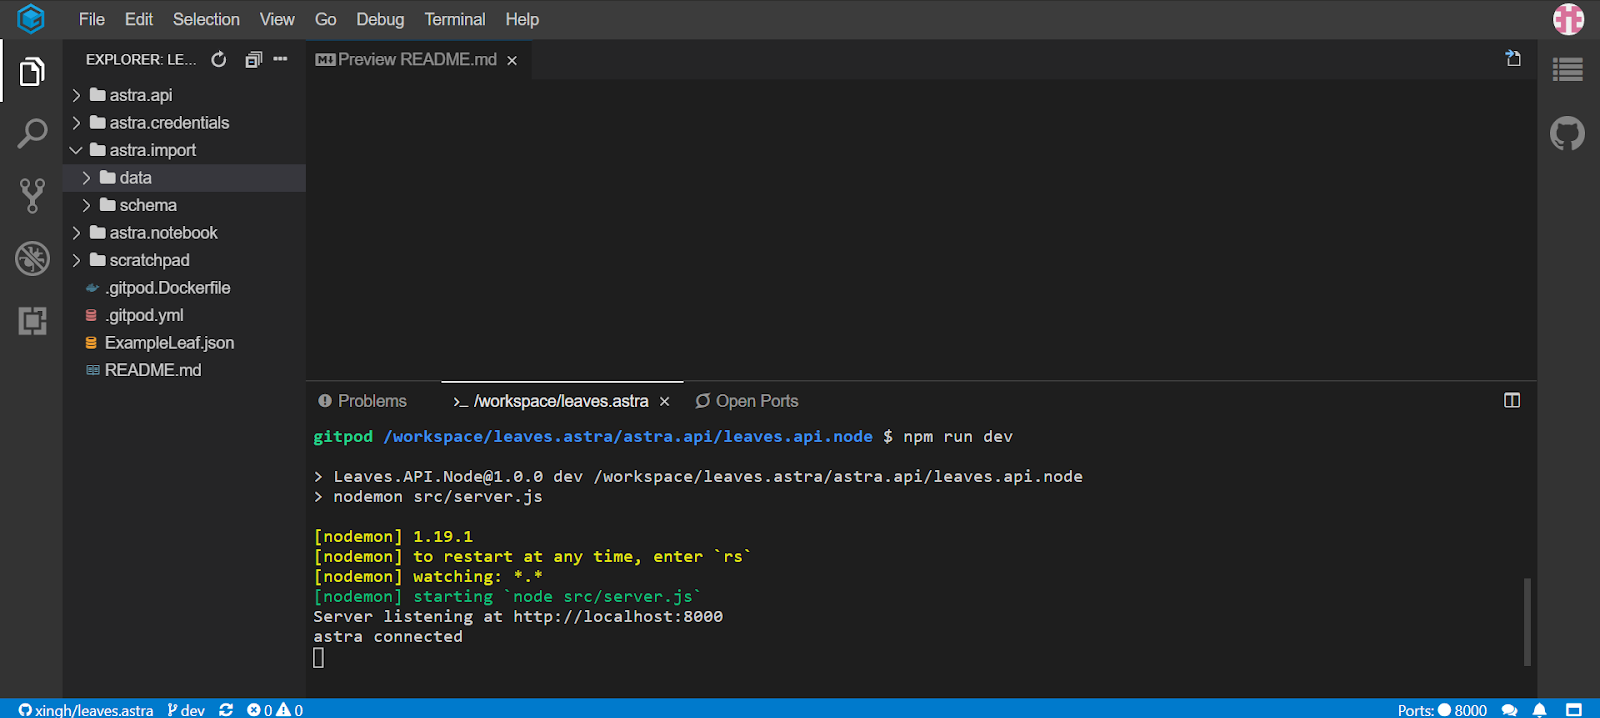 File Edit Selection View Go Debug Terminal Help
EXPLORER: LE...
Preview README.md
astra.api
astra.credentials
astra.import
data
schema
astra.notebook
scratchpad
.gitpod.Dockerfile
.gitpod.yml
ExampleLeaf.json
README.md
Problems >_ /workspace/leaves.astra Open Ports
gitpod /workspace/leaves.astra/astra.api/leaves.api.node $ npm run dev
> Leaves.API.Node@1.0.0 dev /workspace/leaves.astra/astra.api/leaves.api.node
> nodemon src/server.js
[nodemon] 1.19.1
[nodemon] to restart at any time, enter `rs`
[nodemon] watching: *.*
[nodemon] starting `node src/server.js`
Server listening at http://localhost:8000
astra connected
xingh/leaves.astra dev 0 0 Ports: 8000